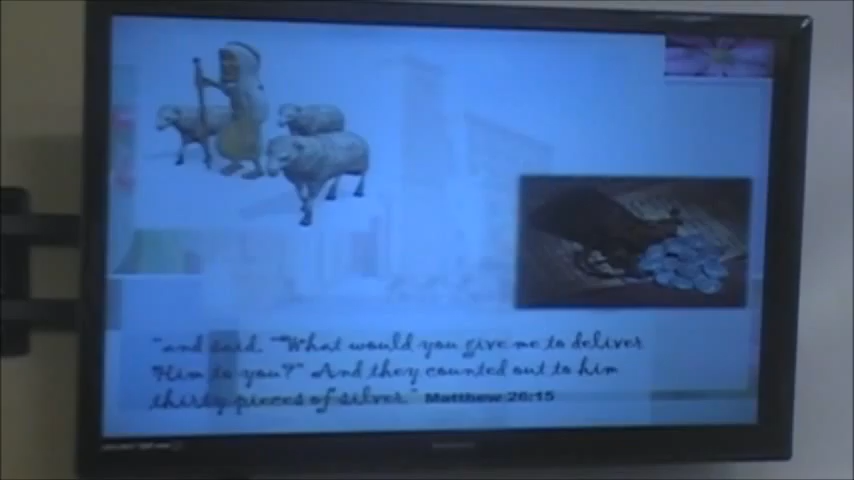 "and said, "What would you give me to deliver
Him to you?" And they counted out to him
thirty pieces of silver." Matthew 26:15